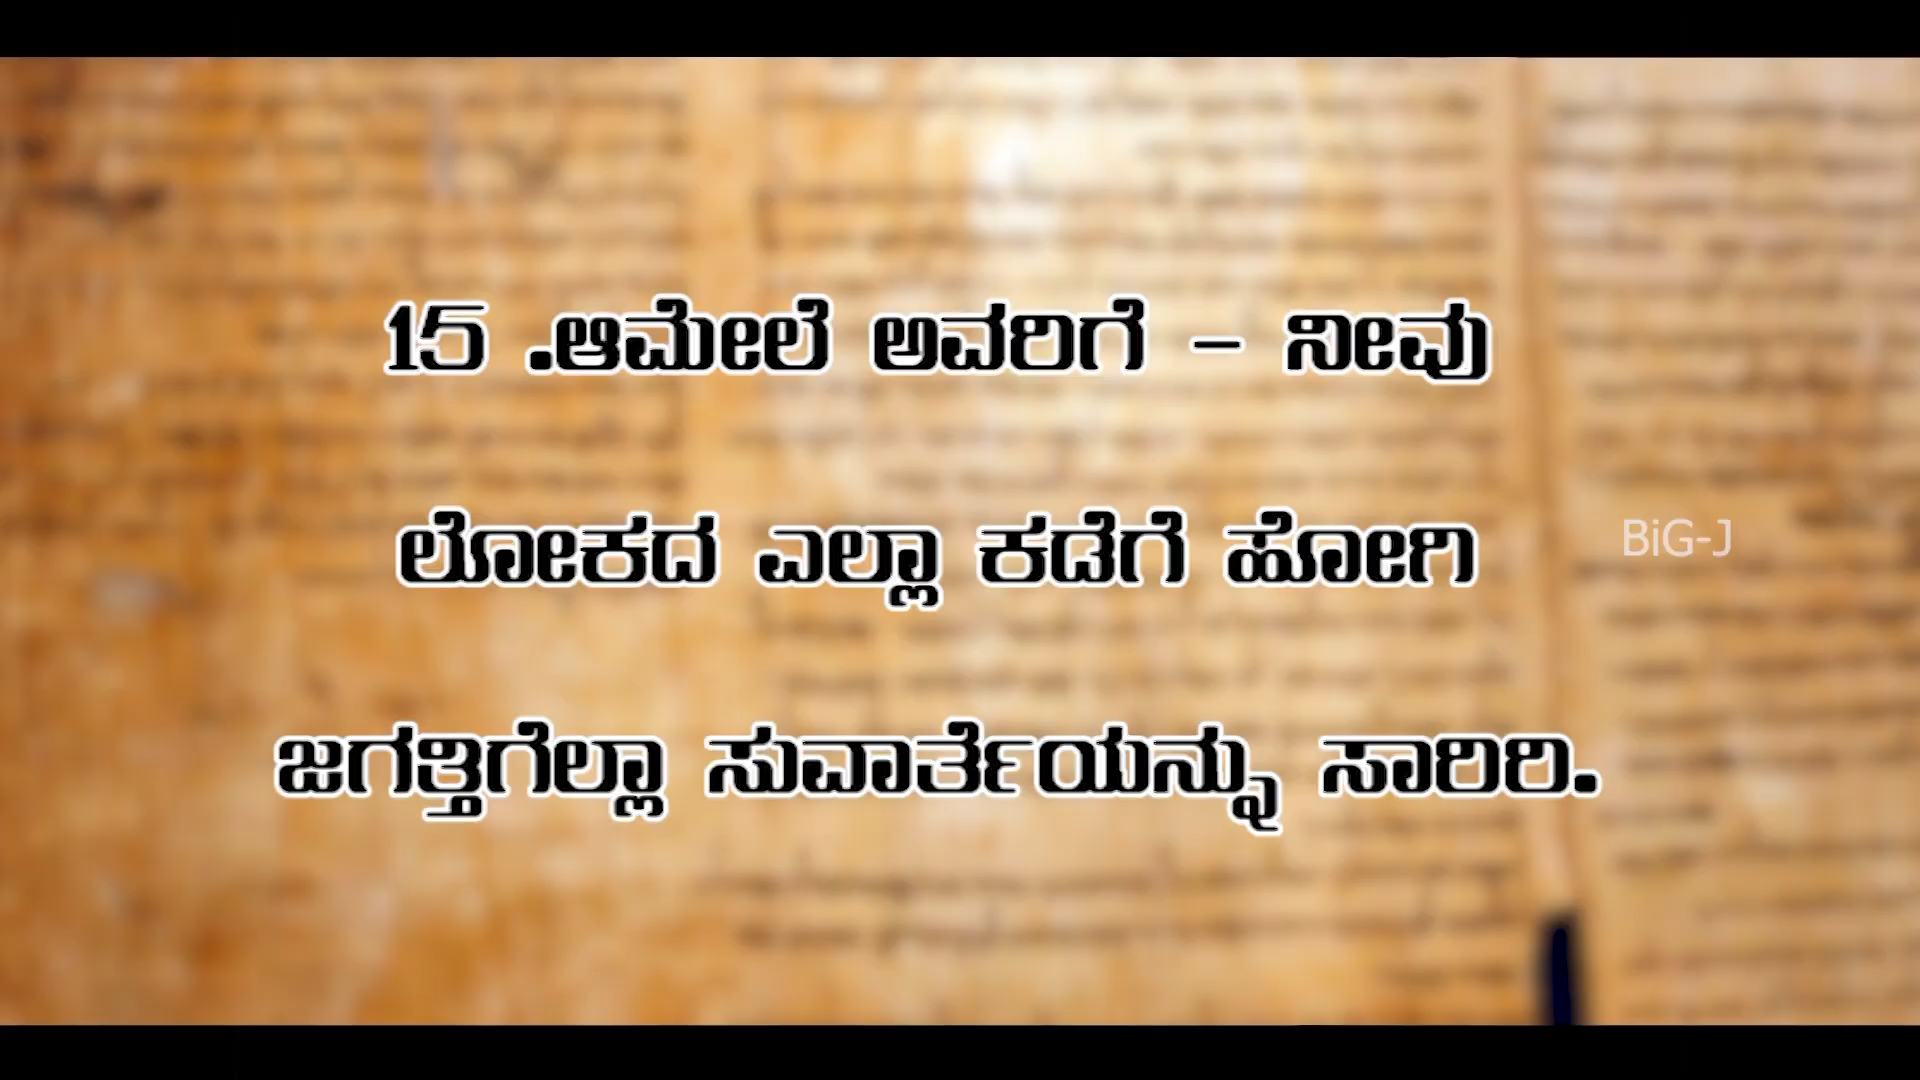 15 .ಆಮೇಲೆ ಅವರಿಗೆ – ನೀವು
ಲೋಕದ ಎಲ್ಲಾ ಕಡೆಗೆ ಹೋಗಿ
BiG-J
ಜಗತ್ತಿಗೆಲ್ಲಾ ಸುವಾರ್ತೆಯನ್ನು ಸಾರಿರಿ.